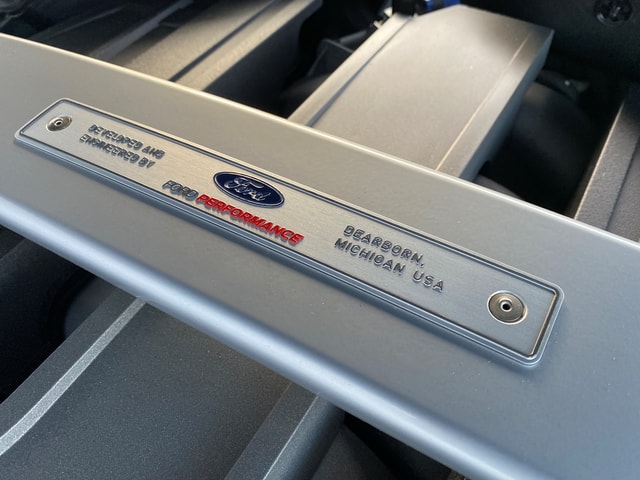 DEVELOPED AND
ENGINEERED BY
Ford
FORD PERFORMANCE
DEARBORN,
MICHIGAN USA